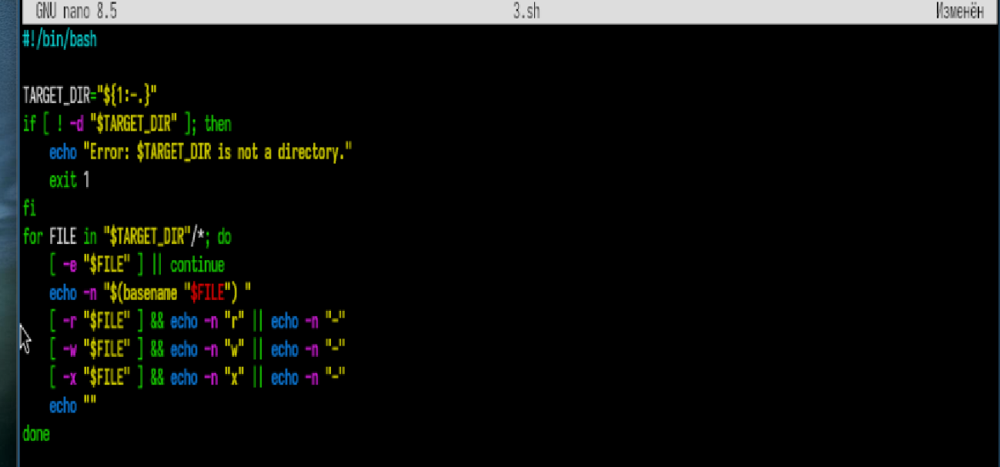 GNU nano 8.5 3.sh Изменён
#!/bin/bash

TARGET_DIR="${1:-.}"
if [ ! -d "$TARGET_DIR" ]; then
    echo "Error: $TARGET_DIR is not a directory."
    exit 1
fi
for FILE in "$TARGET_DIR"/*; do
    [ -e "$FILE" ] || continue
    echo -n "$(basename "$FILE") "
    [ -r "$FILE" ] && echo -n "r" || echo -n "-"
    [ -w "$FILE" ] && echo -n "w" || echo -n "-"
    [ -x "$FILE" ] && echo -n "x" || echo -n "-"
    echo ""
done